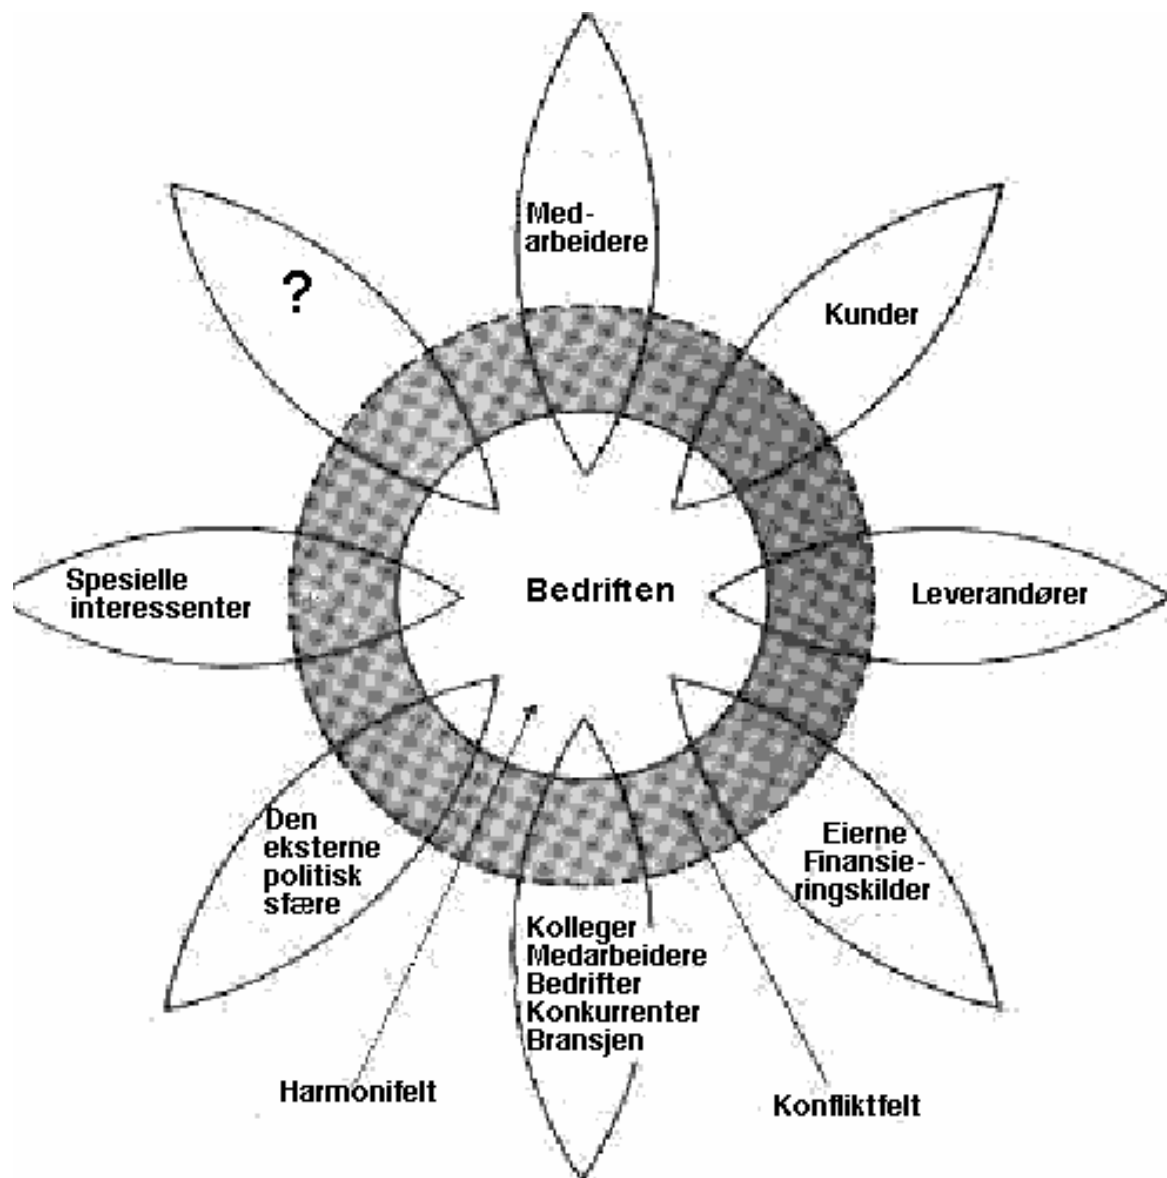 Med-
arbeidere
?
Kunder
Spesielle
interessenter
Bedriften
Leverandører
Den
eksterne
politisk
sfære
Eierne
Finansie-
ringskilder
Kolleger
Medarbeidere
Bedrifter
Konkurrenter
Bransjen
Harmonifelt
Konfliktfelt